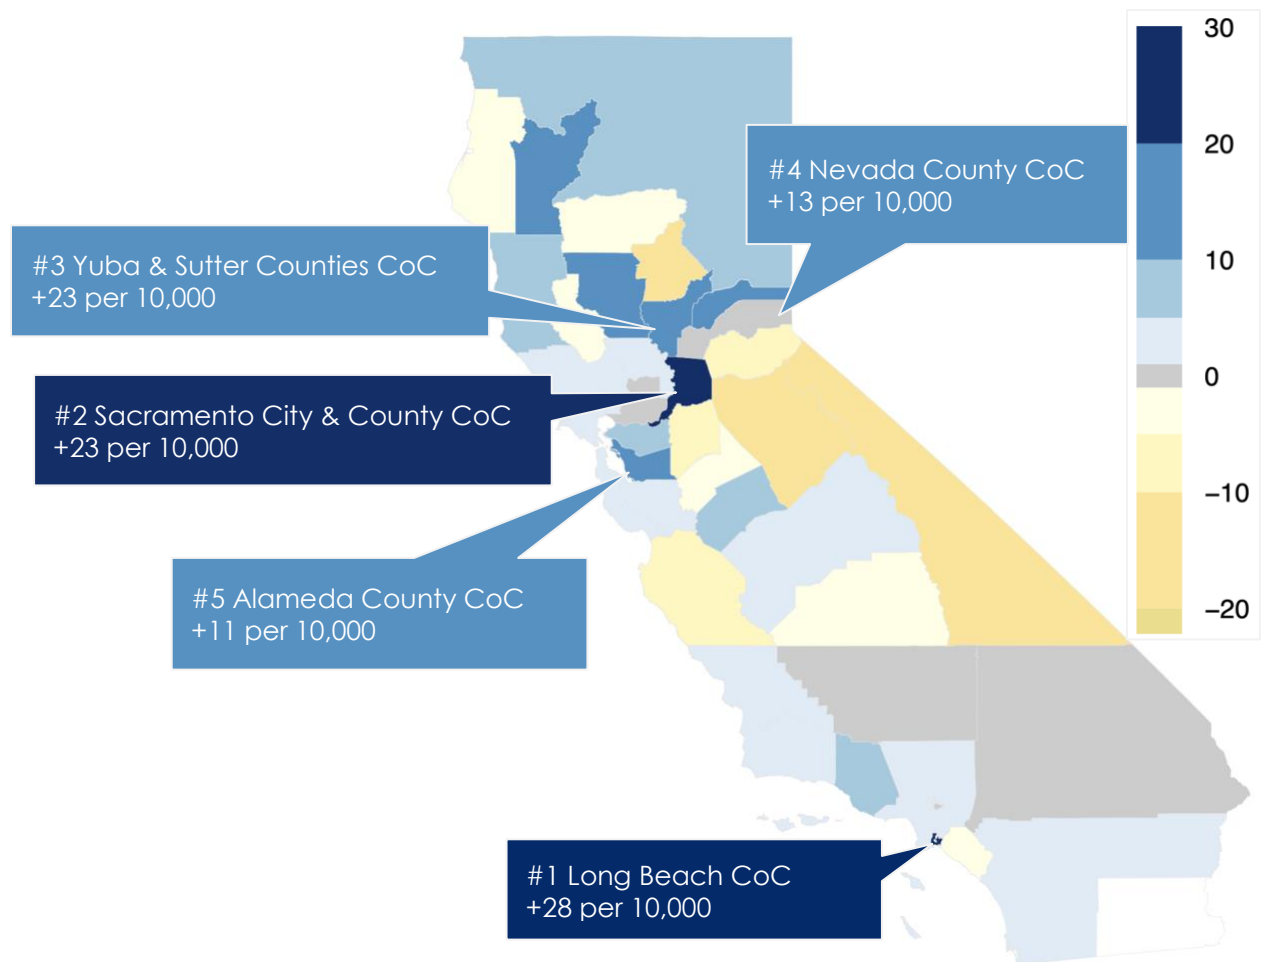 30
20
10
0
−10
−20
#4 Nevada County CoC
+13 per 10,000
#3 Yuba & Sutter Counties CoC
+23 per 10,000
#2 Sacramento City & County CoC
+23 per 10,000
#5 Alameda County CoC
+11 per 10,000
#1 Long Beach CoC
+28 per 10,000